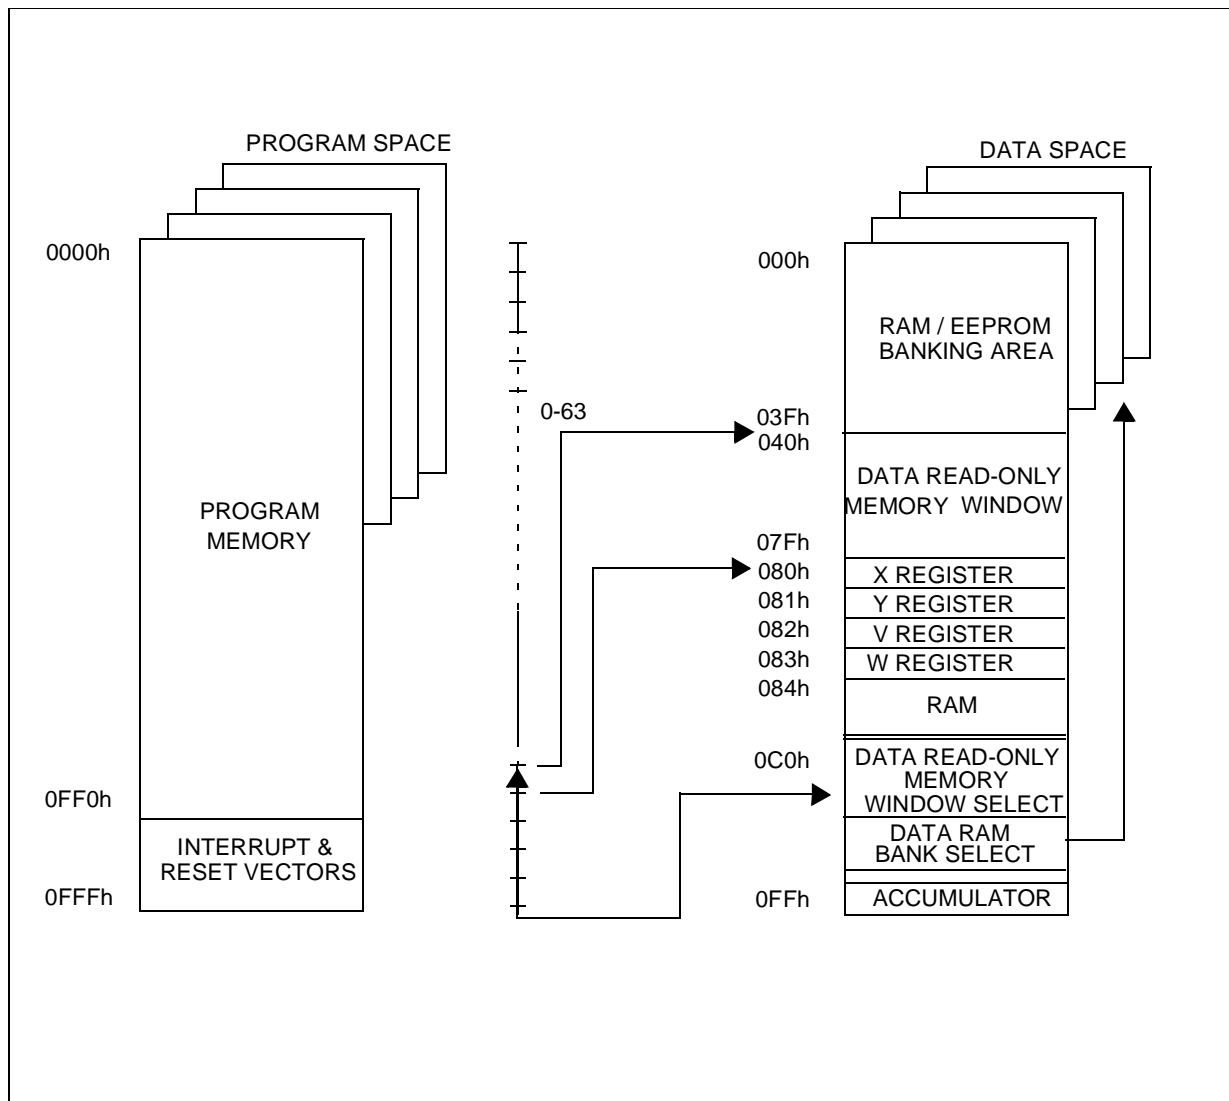 PROGRAM SPACE
0000h
PROGRAM
MEMORY
0FF0h
INTERRUPT &
RESET VECTORS
0FFFh
0-63
DATA SPACE
000h
RAM / EEPROM
BANKING AREA
03Fh
040h
DATA READ-ONLY
MEMORY WINDOW
07Fh
080h
X REGISTER
081h
Y REGISTER
082h
V REGISTER
083h
W REGISTER
084h
RAM
0C0h
DATA READ-ONLY
MEMORY
WINDOW SELECT
DATA RAM
BANK SELECT
0FFh
ACCUMULATOR